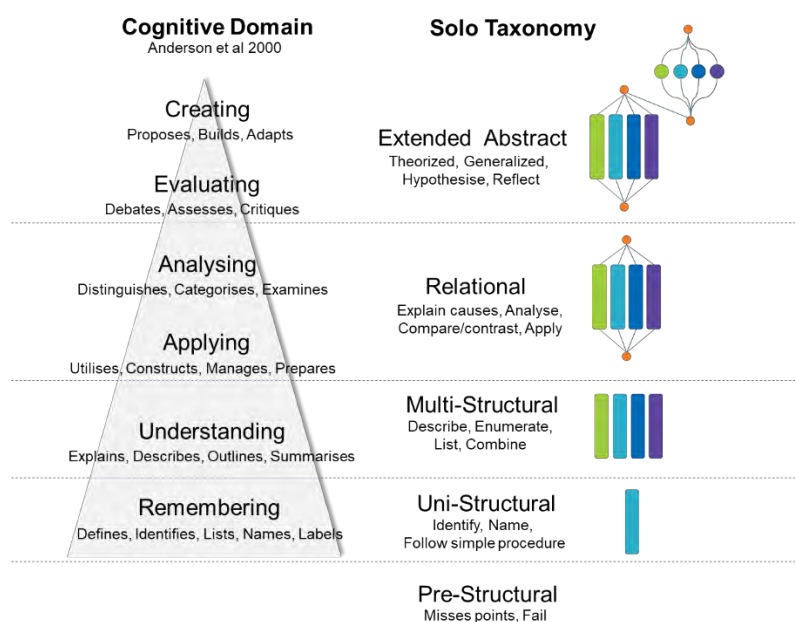 Cognitive Domain
Anderson et al 2000
Creating
Proposes, Builds, Adapts
Evaluating
Debates, Assesses, Critiques
Analysing
Distinguishes, Categorises, Examines
Applying
Utilises, Constructs, Manages, Prepares
Understanding
Explains, Describes, Outlines, Summarises
Remembering
Defines, Identifies, Lists, Names, Labels
Solo Taxonomy
Extended Abstract
Theorized, Generalized,
Hypothesise, Reflect
Relational
Explain causes, Analyse,
Compare/contrast, Apply
Multi-Structural
Describe, Enumerate,
List, Combine
Uni-Structural
Identify, Name,
Follow simple procedure
Pre-Structural
Misses points, Fail